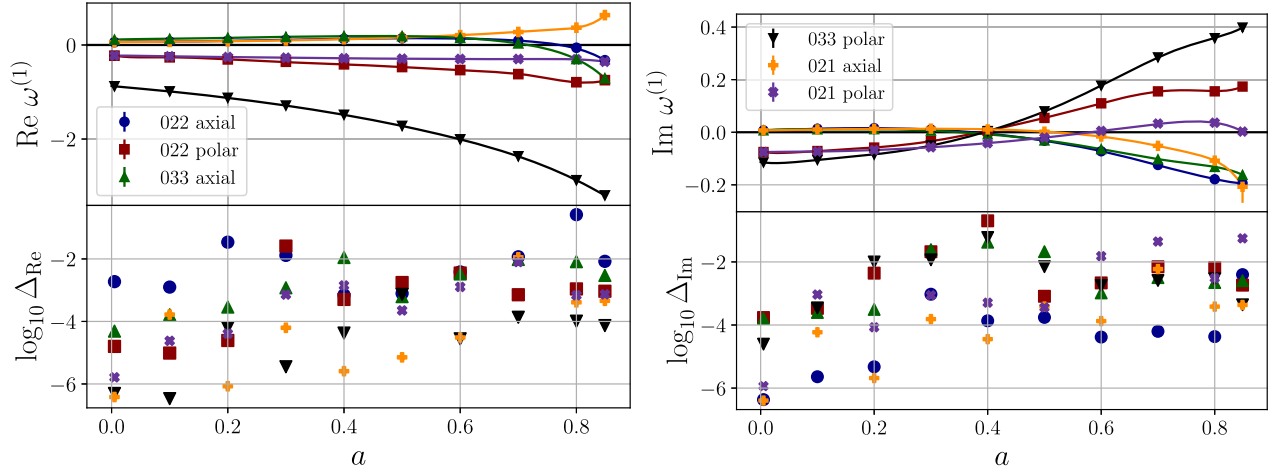 0
−2
Re ω^(1)
022 axial
022 polar
033 axial
−2
−4
−6
log₁₀ Δ_Re
0.0 0.2 0.4 0.6 0.8
a
0.4
0.2
0.0
−0.2
Im ω^(1)
033 polar
021 axial
021 polar
−2
−4
−6
log₁₀ Δ_Im
0.0 0.2 0.4 0.6 0.8
a